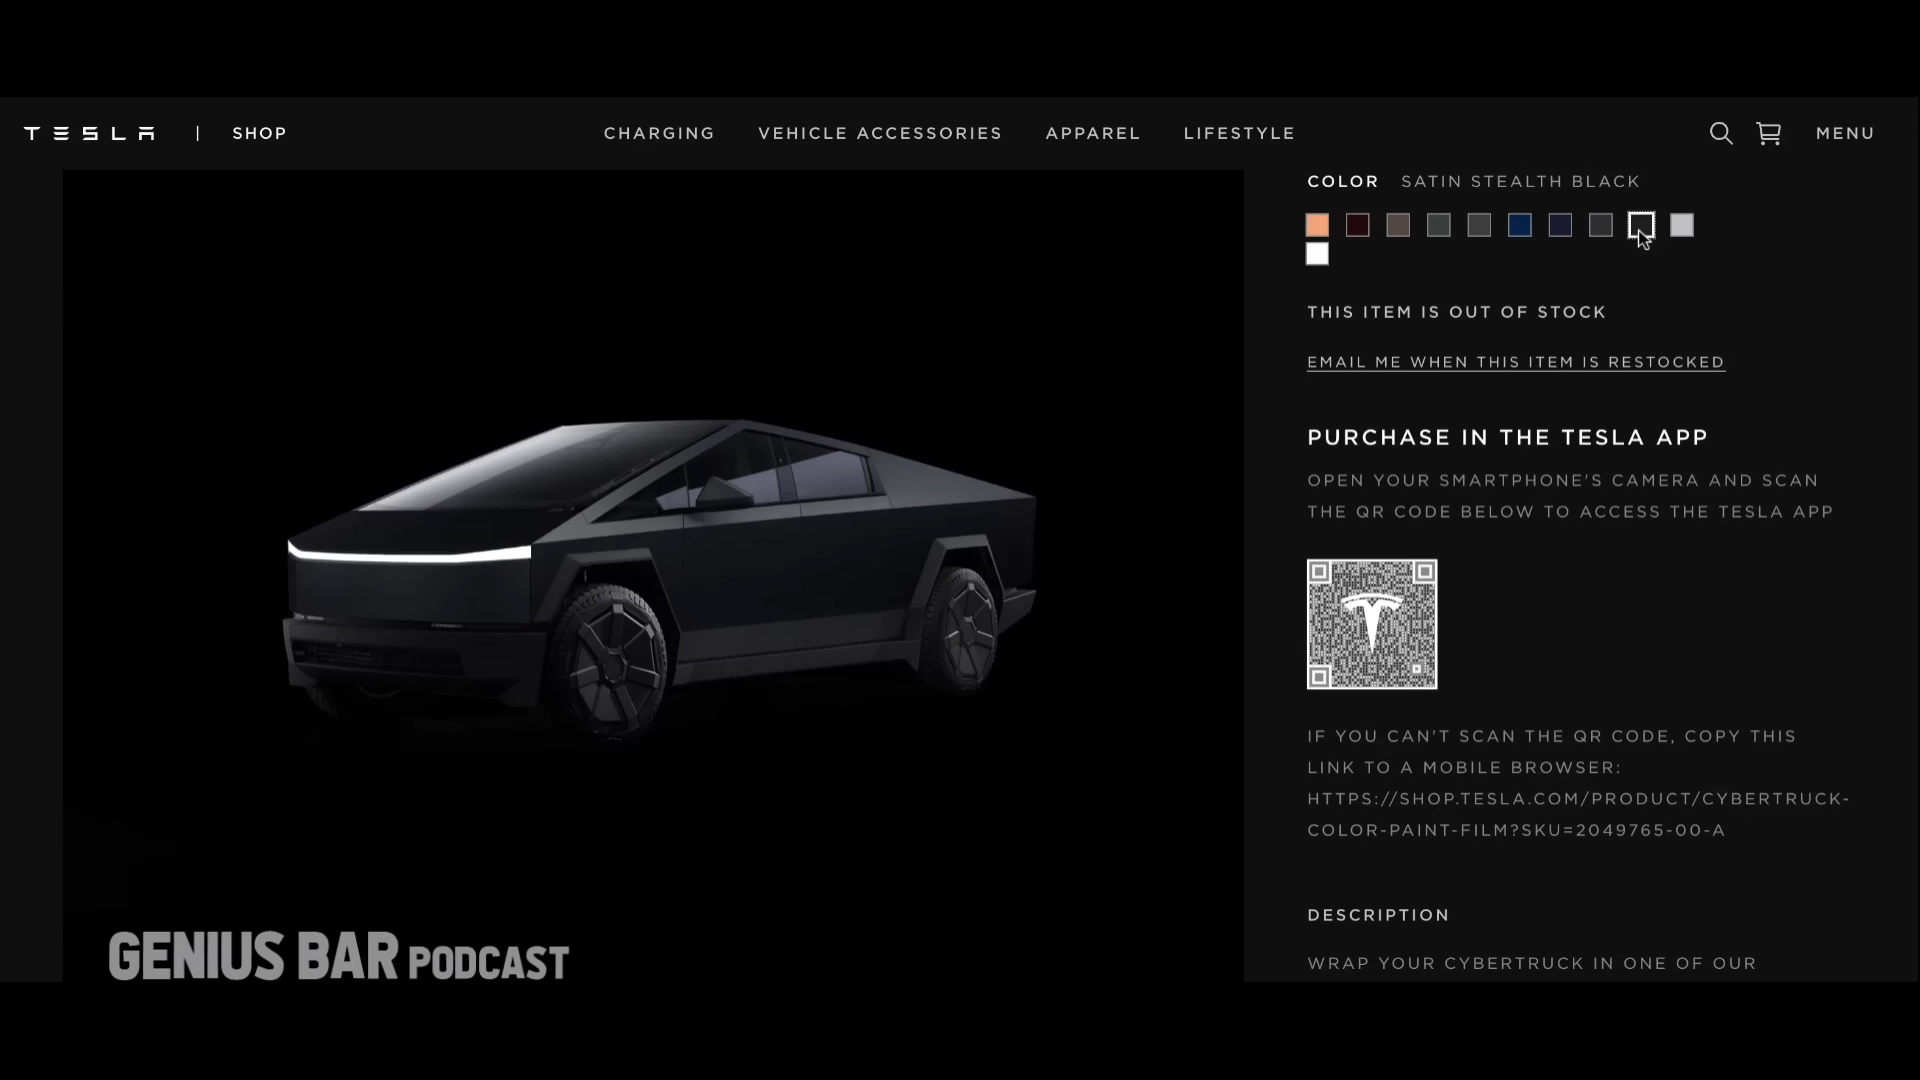 TESLA | SHOP CHARGING VEHICLE ACCESSORIES APPAREL LIFESTYLE MENU
COLOR SATIN STEALTH BLACK
THIS ITEM IS OUT OF STOCK
EMAIL ME WHEN THIS ITEM IS RESTOCKED
PURCHASE IN THE TESLA APP
OPEN YOUR SMARTPHONE'S CAMERA AND SCAN
THE QR CODE BELOW TO ACCESS THE TESLA APP
IF YOU CAN'T SCAN THE QR CODE, COPY THIS
LINK TO A MOBILE BROWSER:
HTTPS://SHOP.TESLA.COM/PRODUCT/CYBERTRUCK-
COLOR-PAINT-FILM?SKU=2049765-00-A
DESCRIPTION
WRAP YOUR CYBERTRUCK IN ONE OF OUR
GENIUS BAR PODCAST